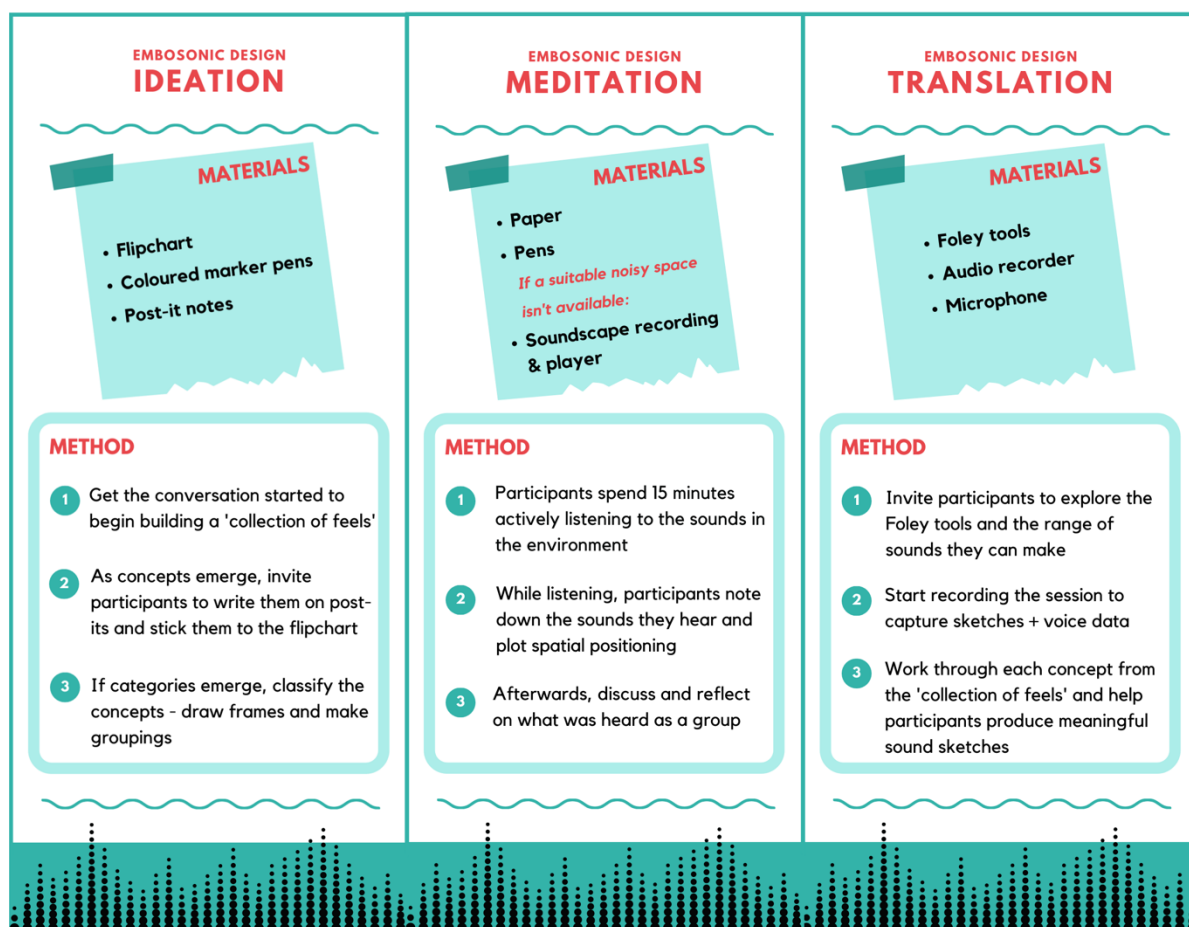 EMBOSONIC DESIGN
IDEATION
MATERIALS
• Flipchart
• Coloured marker pens
• Post-it notes
METHOD
1 Get the conversation started to
begin building a 'collection of feels'
2 As concepts emerge, invite
participants to write them on post-
its and stick them to the flipchart
3 If categories emerge, classify the
concepts - draw frames and make
groupings
EMBOSONIC DESIGN
MEDITATION
MATERIALS
• Paper
• Pens
If a suitable noisy space
isn't available:
• Soundscape recording
& player
METHOD
1 Participants spend 15 minutes
actively listening to the sounds in
the environment
2 While listening, participants note
down the sounds they hear and
plot spatial positioning
3 Afterwards, discuss and reflect
on what was heard as a group
EMBOSONIC DESIGN
TRANSLATION
MATERIALS
• Foley tools
• Audio recorder
• Microphone
METHOD
1 Invite participants to explore the
Foley tools and the range of
sounds they can make
2 Start recording the session to
capture sketches + voice data
3 Work through each concept from
the 'collection of feels' and help
participants produce meaningful
sound sketches